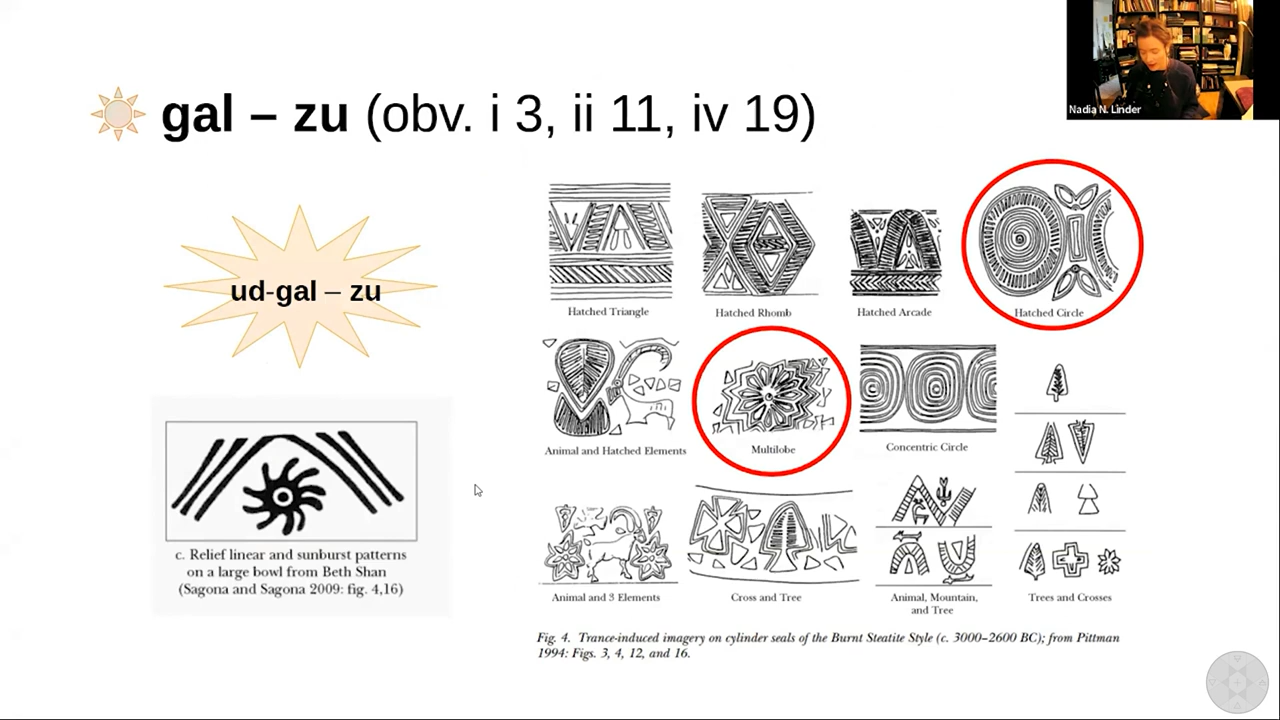 Nadia N. Linder
gal – zu (obv. i 3, ii 11, iv 19)
ud-gal – zu
c. Relief linear and sunburst patterns
on a large bowl from Beth Shan
(Sagona and Sagona 2009: fig. 4,16)
Hatched Triangle
Hatched Rhomb
Hatched Arcade
Hatched Circle
Animal and Hatched Elements
Multilobe
Concentric Circle
Animal and 3 Elements
Cross and Tree
Animal, Mountain,
and Tree
Trees and Crosses
Fig. 4. Trance-induced imagery on cylinder seals of the Burnt Steatite Style (c. 3000–2600 BC); from Pittman
1994: Figs. 3, 4, 12, and 16.